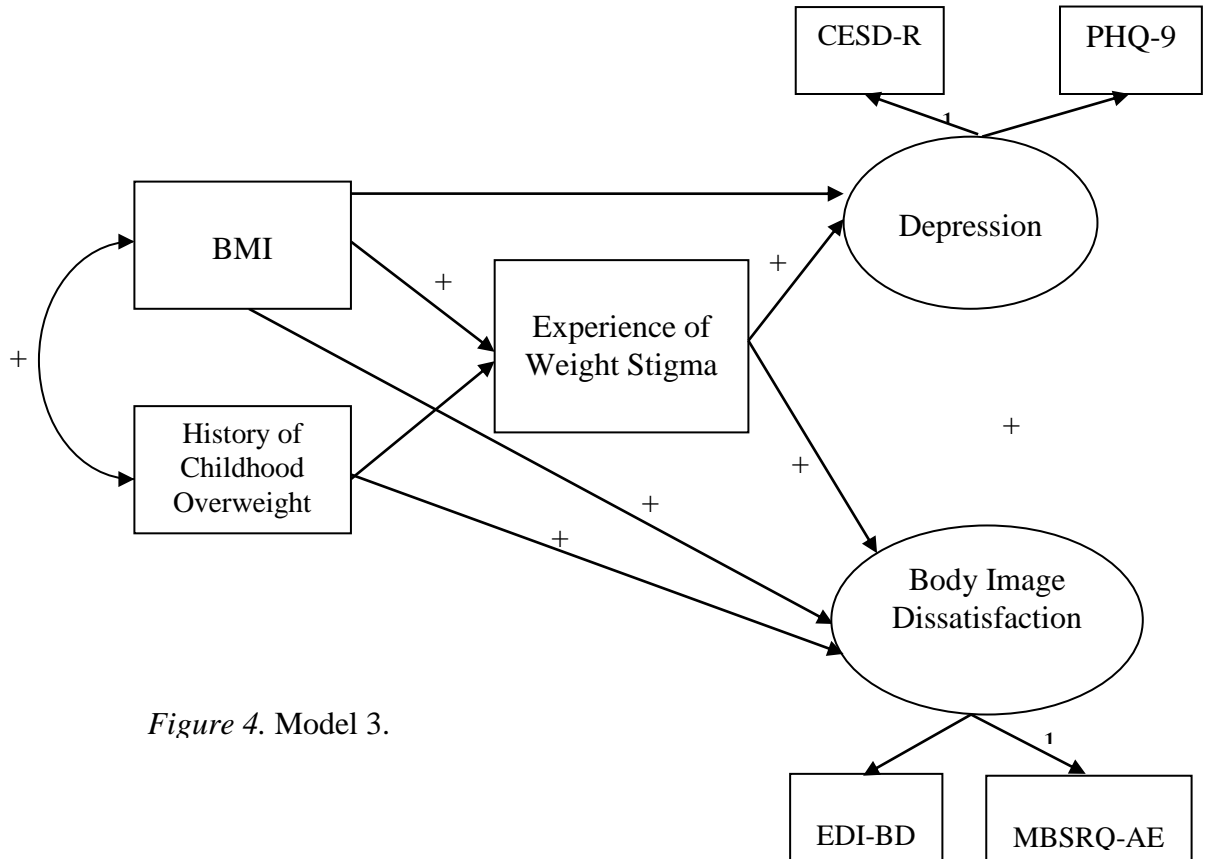 CESD-R
PHQ-9
1
BMI
Depression
+
+
Experience of
Weight Stigma
+
History of
Childhood
Overweight
+
+
+
+
Body Image
Dissatisfaction
Figure 4. Model 3.
1
EDI-BD
MBSRQ-AE